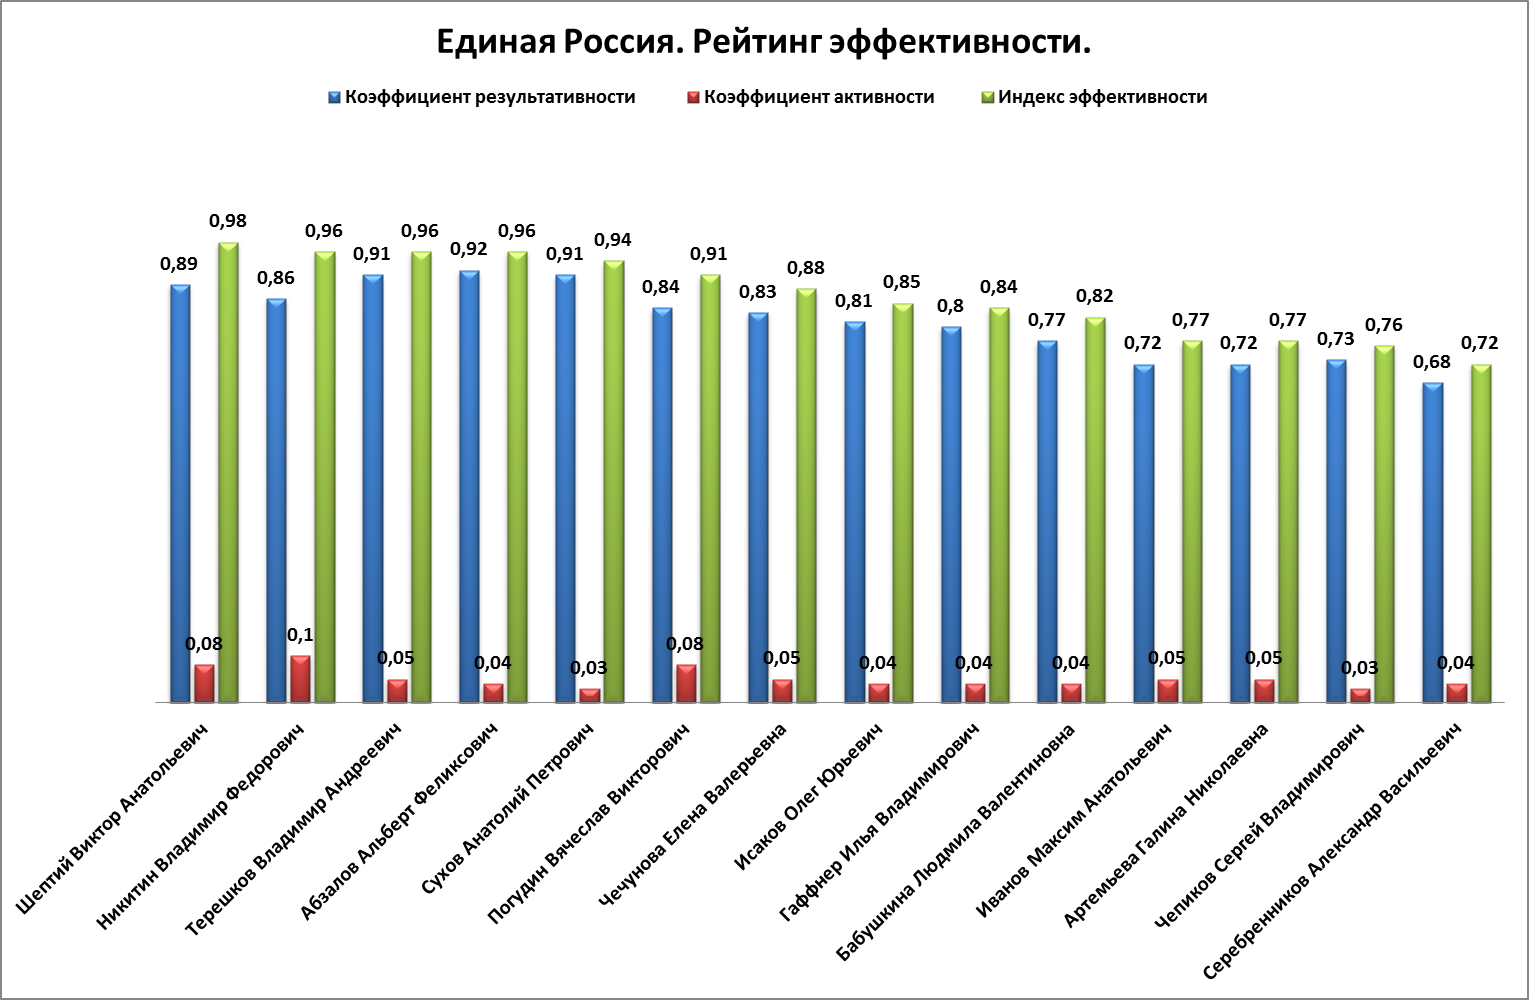 Единая Россия. Рейтинг эффективности.
Коэффициент результативности
Коэффициент активности
Индекс эффективности
0,89
0,08
0,98
0,86
0,1
0,96
0,91
0,05
0,96
0,92
0,04
0,96
0,91
0,03
0,94
0,84
0,08
0,91
0,83
0,05
0,88
0,81
0,04
0,85
0,8
0,04
0,84
0,77
0,04
0,82
0,72
0,05
0,77
0,72
0,05
0,77
0,73
0,03
0,76
0,68
0,04
0,72
Шептий Виктор Анатольевич
Никитин Владимир Федорович
Терешков Владимир Андреевич
Абзалов Альберт Феликсович
Сухов Анатолий Петрович
Погудин Вячеслав Викторович
Чечунова Елена Валерьевна
Исаков Олег Юрьевич
Гаффнер Илья Владимирович
Бабушкина Людмила Валентиновна
Иванов Максим Анатольевич
Артемьева Галина Николаевна
Чепиков Сергей Владимирович
Серебренников Александр Васильевич